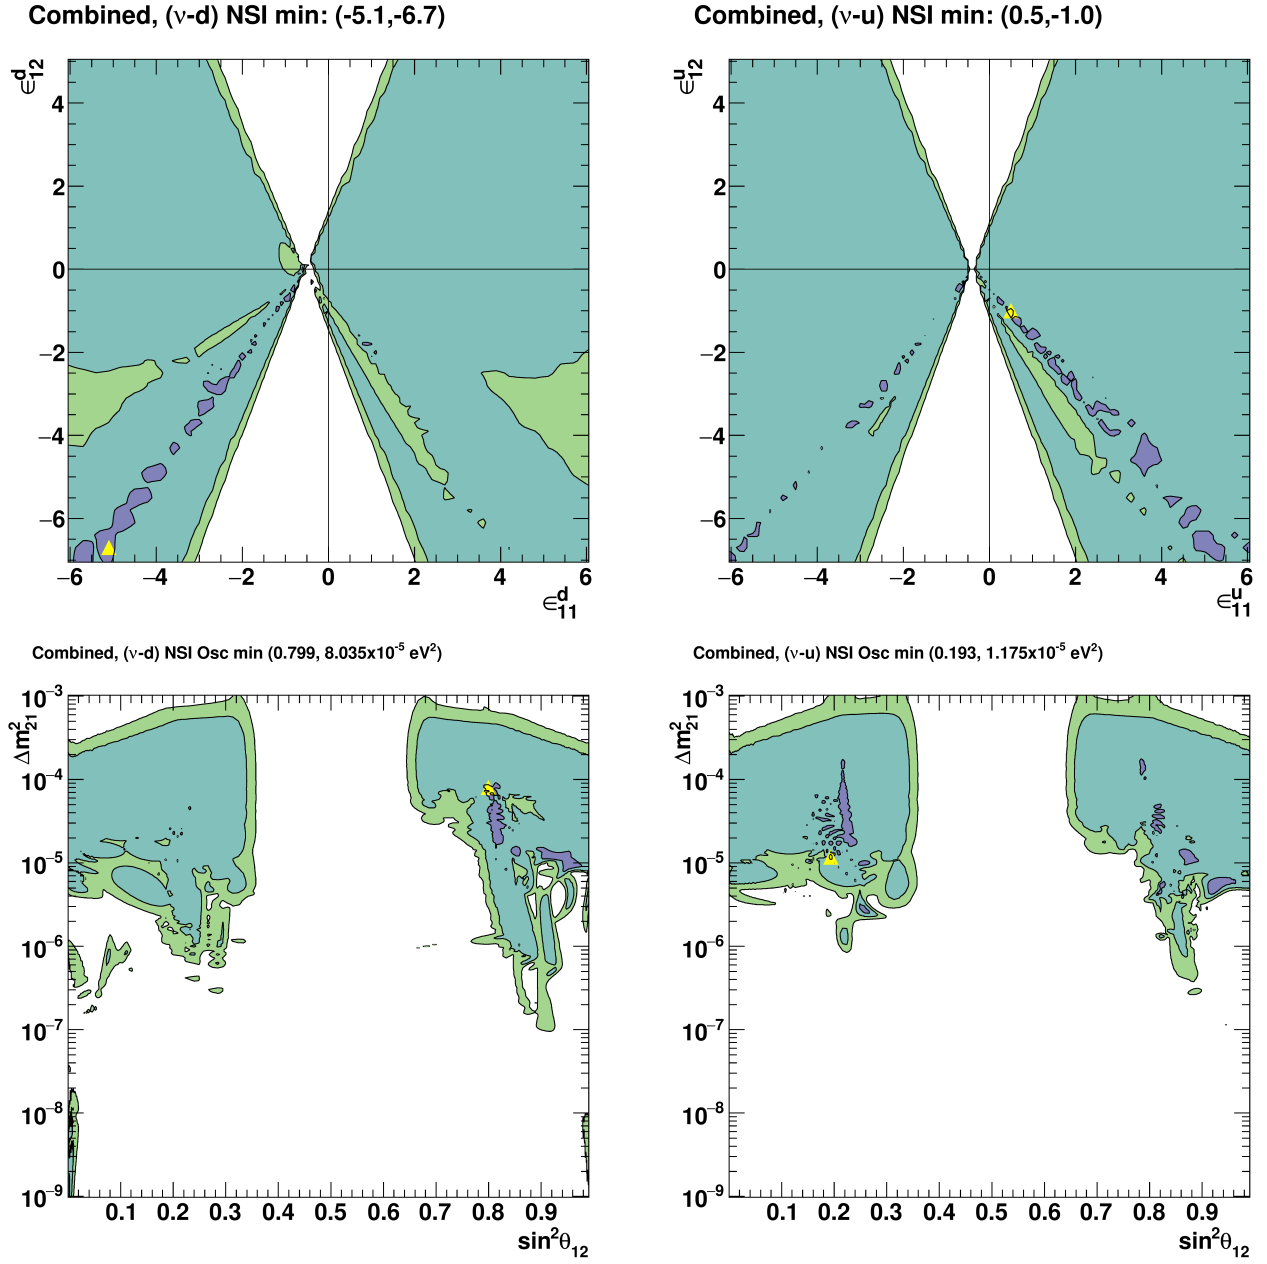 Combined, (ν-d) NSI min: (-5.1,-6.7)
ϵ^d_12
4
2
0
−2
−4
−6
−6 −4 −2 0 2 4 6
ϵ^d_11
Combined, (ν-u) NSI min: (0.5,-1.0)
ϵ^u_12
4
2
0
−2
−4
−6
−6 −4 −2 0 2 4 6
ϵ^u_11
Combined, (ν-d) NSI Osc min (0.799, 8.035x10^-5 eV^2)
Δm^2_21
10^−3
10^−4
10^−5
10^−6
10^−7
10^−8
10^−9
0.1 0.2 0.3 0.4 0.5 0.6 0.7 0.8 0.9
sin^2θ_12
Combined, (ν-u) NSI Osc min (0.193, 1.175x10^-5 eV^2)
Δm^2_21
10^−3
10^−4
10^−5
10^−6
10^−7
10^−8
10^−9
0.1 0.2 0.3 0.4 0.5 0.6 0.7 0.8 0.9
sin^2θ_12